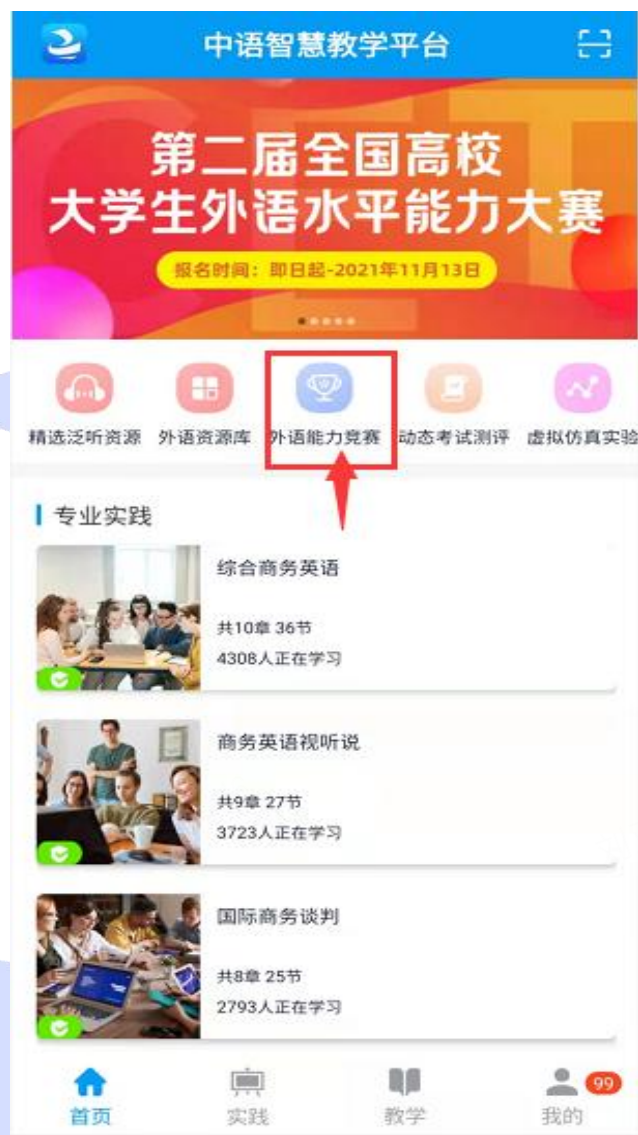 中语智慧教学平台
第二届全国高校
大学生外语水平能力大赛
报名时间：即日起-2021年11月13日
精选泛听资源 外语资源库 外语能力竞赛 动态考试测评 虚拟仿真实验
专业实践
综合商务英语
共10章 36节
4308人正在学习
商务英语视听说
共9章 27节
3723人正在学习
国际商务谈判
共8章 25节
2793人正在学习
99
首页 实践 教学 我的